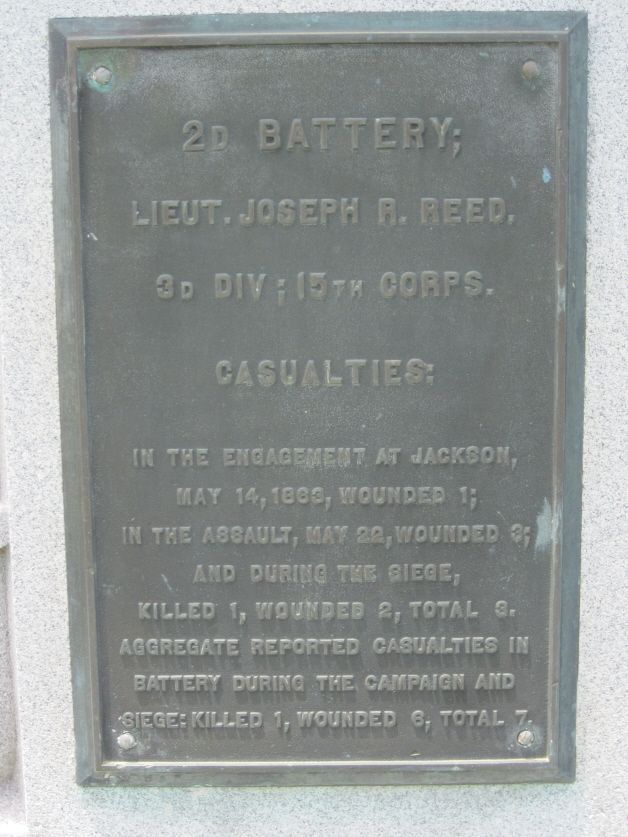 2D BATTERY;
LIEUT. JOSEPH R. REED.
3D DIV; 15TH CORPS.
CASUALTIES:
IN THE ENGAGEMENT AT JACKSON,
MAY 14, 1863, WOUNDED 1;
IN THE ASSAULT, MAY 22, WOUNDED 3;
AND DURING THE SIEGE,
KILLED 1, WOUNDED 2, TOTAL 3.
AGGREGATE REPORTED CASUALTIES IN
BATTERY DURING THE CAMPAIGN AND
SIEGE: KILLED 1, WOUNDED 6, TOTAL 7.